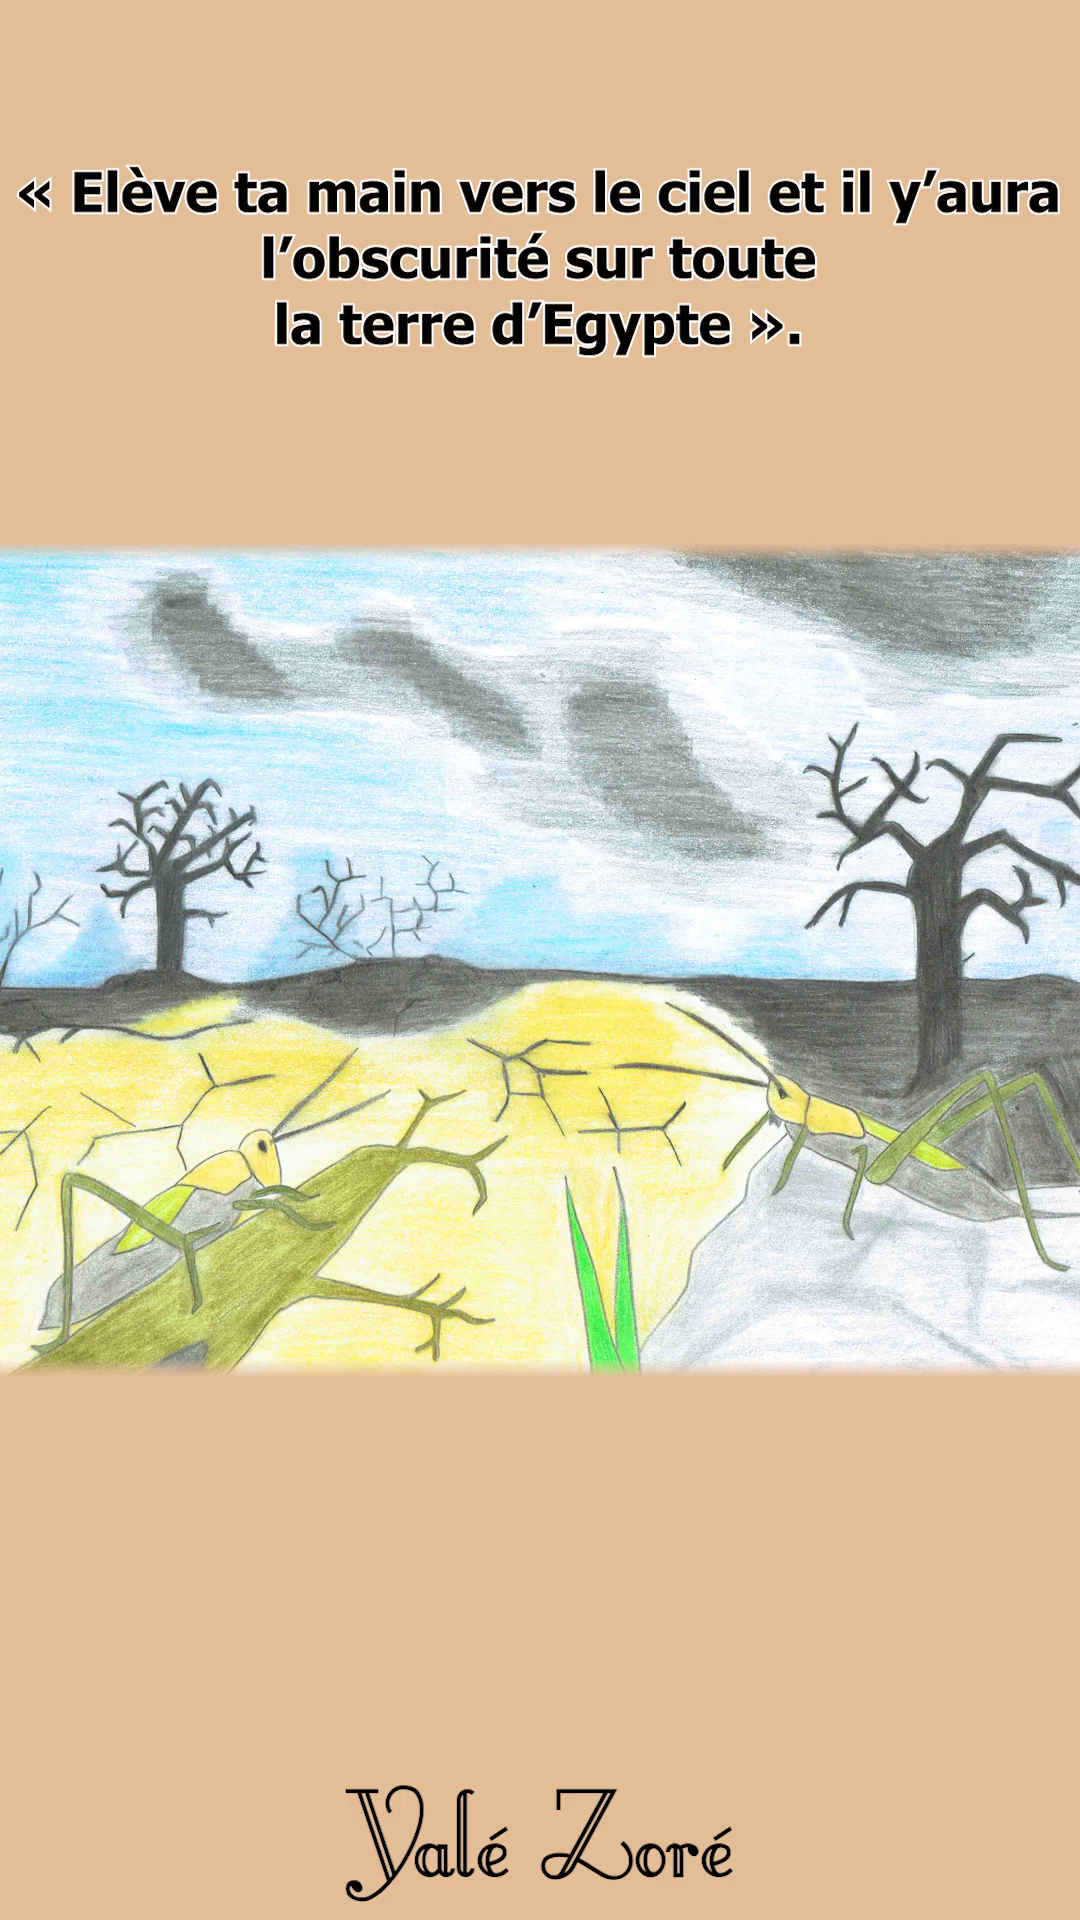 « Elève ta main vers le ciel et il y’aura
l’obscurité sur toute
la terre d’Egypte ».
Yalé Zoré